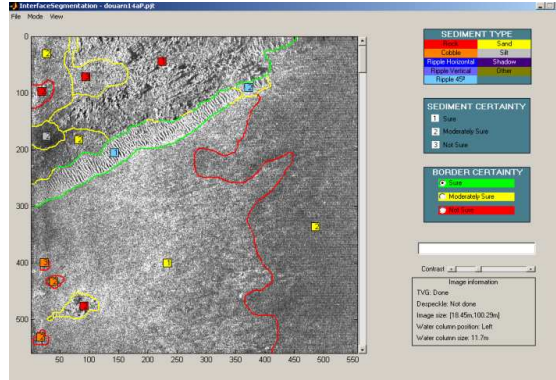 InterfaceSegmentation - douarn14aP.pjt
File Mode View
SEDIMENT TYPE
Rock Sand
Cobble Silt
Ripple Horizontal Shadow
Ripple Vertical Other
Ripple 45º
SEDIMENT CERTAINTY
1 Sure
2 Moderately Sure
3 Not Sure
BORDER CERTAINTY
Sure
Moderately Sure
Not Sure
Contrast
Image information
TVG: Done
Despeckle: Not done
Image size: [18.45m,100.29m]
Water column position: Left
Water column size: 11.7m
0
100
200
300
400
500
50 100 150 200 250 300 350 400 450 500 550